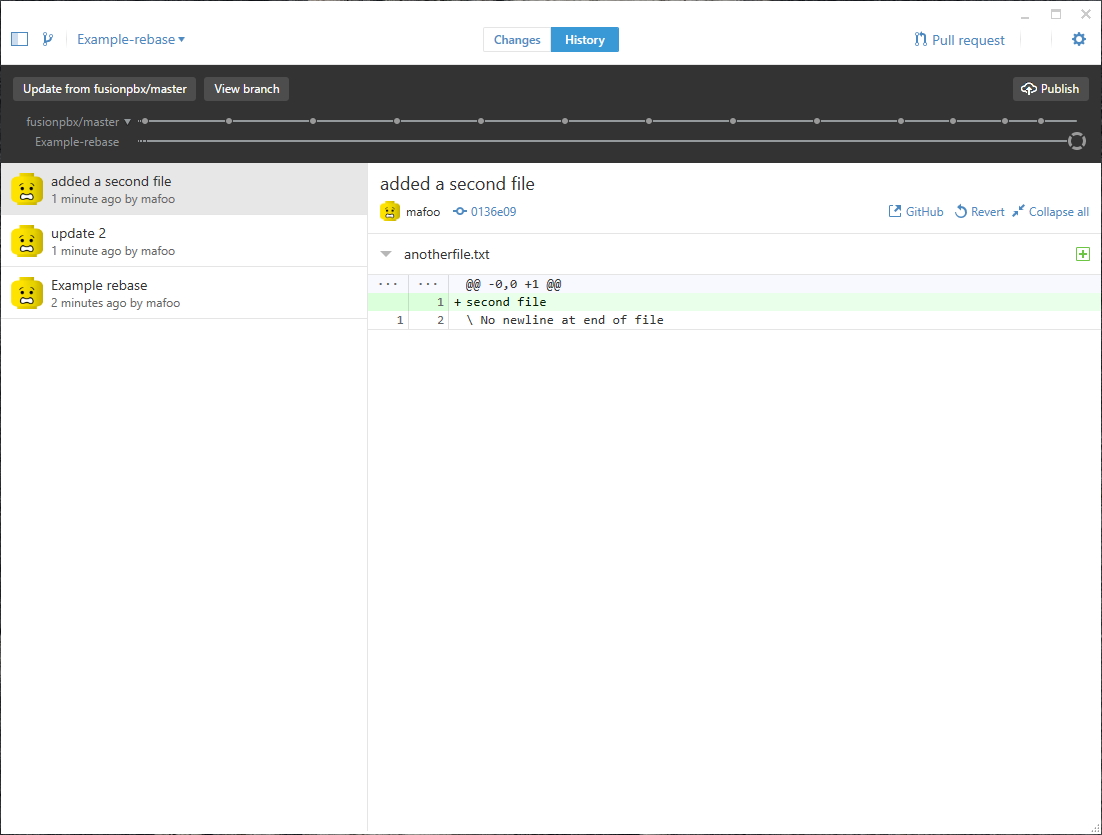 Example-rebase
Changes
History
Pull request
Update from fusionpbx/master
View branch
Publish
fusionpbx/master
Example-rebase
added a second file
1 minute ago by mafoo
update 2
1 minute ago by mafoo
Example rebase
2 minutes ago by mafoo
added a second file
mafoo
0136e09
GitHub
Revert
Collapse all
anotherfile.txt
... ... @@ -0,0 +1 @@
1 + second file
1 2 \ No newline at end of file